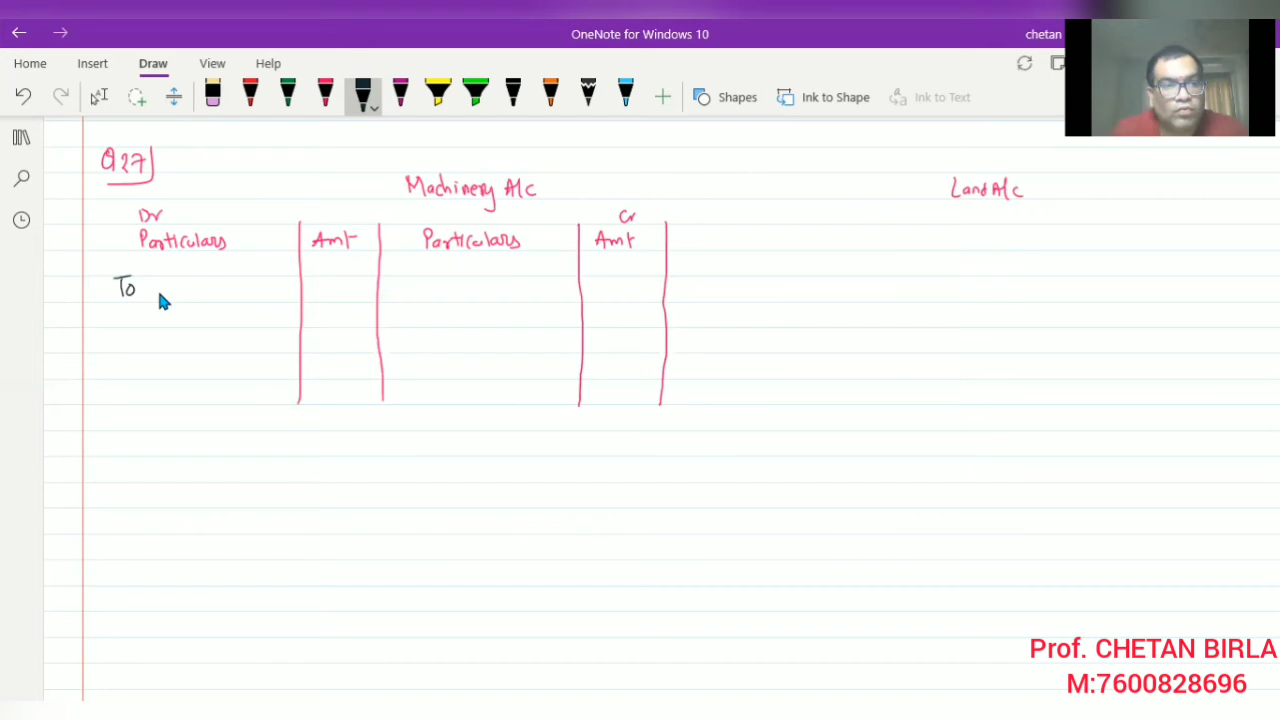 OneNote for Windows 10
chetan
Home Insert Draw View Help
Shapes Ink to Shape Ink to Text
Q27)
Machinery A/c
Land A/c
Dr Cr
Particulars Amt Particulars Amt
To
Prof. CHETAN BIRLA
M:7600828696